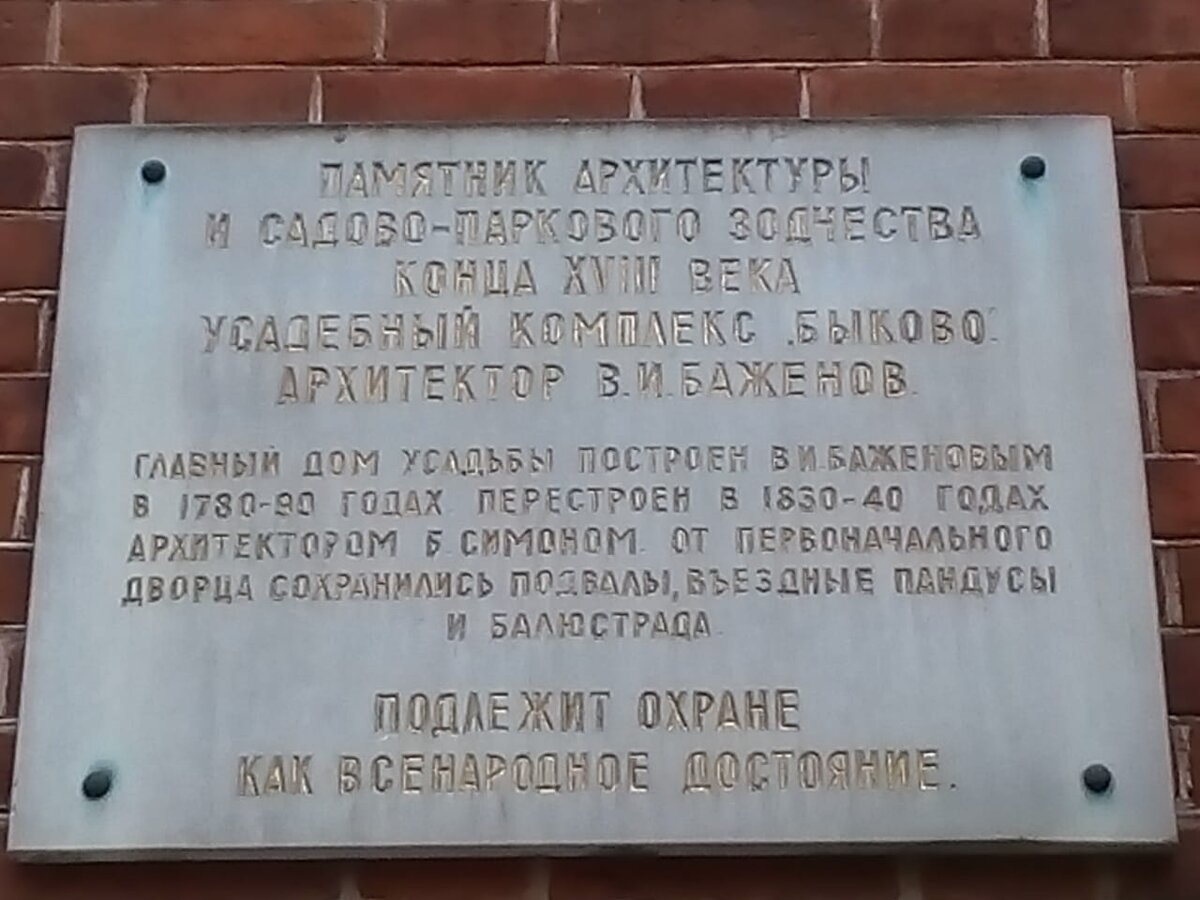 ПАМЯТНИК АРХИТЕКТУРЫ
И САДОВО-ПАРКОВОГО ЗОДЧЕСТВА
КОНЦА XVIII ВЕКА
УСАДЕБНЫЙ КОМПЛЕКС „БЫКОВО“.
АРХИТЕКТОР В.И.БАЖЕНОВ.
ГЛАВНЫЙ ДОМ УСАДЬБЫ ПОСТРОЕН В.И.БАЖЕНОВЫМ
В 1780-90 ГОДАХ. ПЕРЕСТРОЕН В 1830-40 ГОДАХ
АРХИТЕКТОРОМ Б.СИМОНОМ. ОТ ПЕРВОНАЧАЛЬНОГО
ДВОРЦА СОХРАНИЛИСЬ ПОДВАЛЫ, ВЪЕЗДНЫЕ ПАНДУСЫ
И БАЛЮСТРАДА.
ПОДЛЕЖИТ ОХРАНЕ
КАК ВСЕНАРОДНОЕ ДОСТОЯНИЕ.